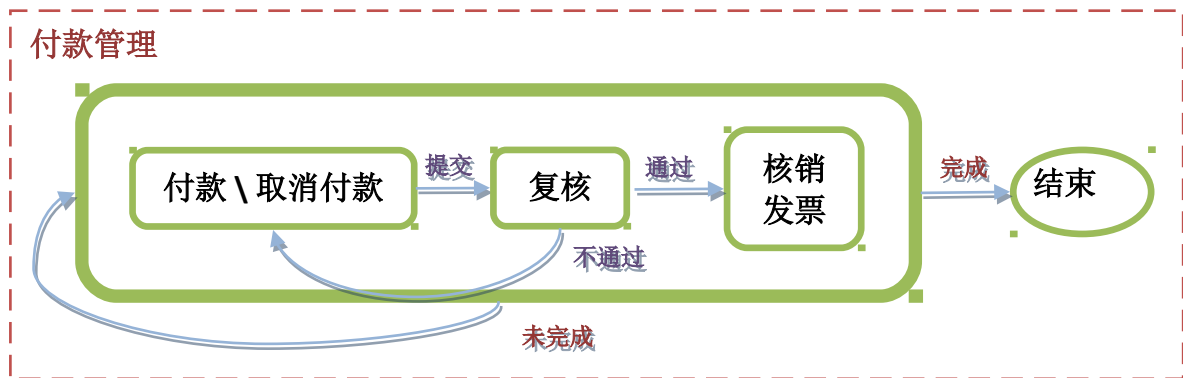 付款管理
付款 \ 取消付款
提交
复核
通过
核销
发票
完成
结束
不通过
未完成